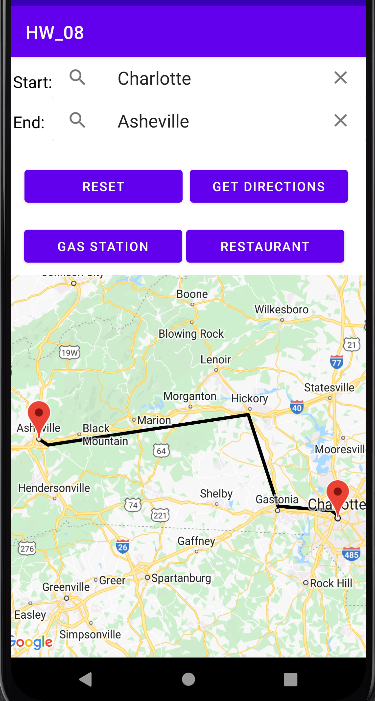 HW_08
Start: Charlotte
End: Asheville
RESET GET DIRECTIONS
GAS STATION RESTAURANT
Boone
Wilkesboro
Blowing Rock
21
19W
77
Lenoir
Statesville
Morganton
Hickory
40
Asheville
Black
Mountain
Marion
64
Mooresvil
Hendersonville
Shelby
Gastonia
Charlotte
74
221
276
26
Gaffney
485
Greenville
Greer
Spartanburg
Rock Hill
Easley
Simpsonville
Google